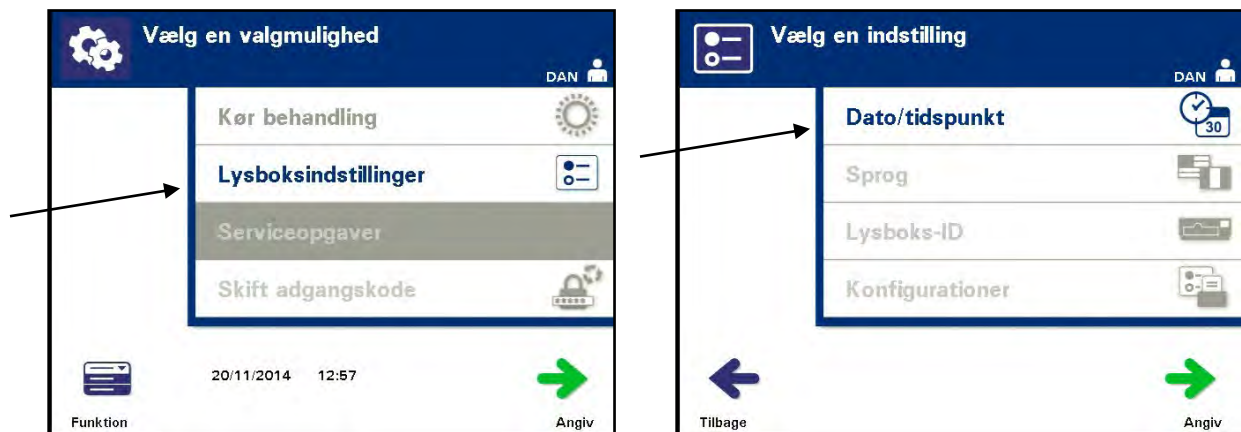 Vælg en valgmulighed
DAN
Kør behandling
Lysboksindstillinger
Serviceopgaver
Skift adgangskode
20/11/2014 12:57
Funktion
Angiv
Vælg en indstilling
DAN
Dato/tidspunkt
30
Sprog
Lysboks-ID
Konfigurationer
Tilbage
Angiv